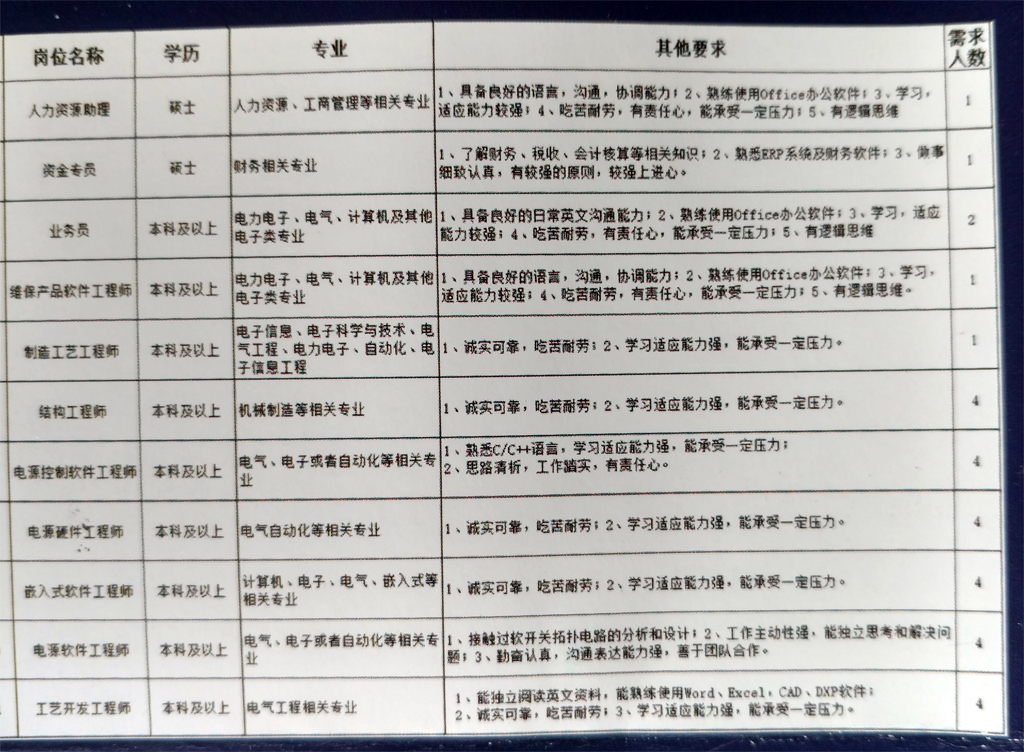 岗位名称 学历 专业 其他要求 需求
人数
人力资源助理 硕士 人力资源、工商管理等相关专业 1、具备良好的语言，沟通，协调能力；2、熟练使用Office办公软件；3、学习，
适应能力较强；4、吃苦耐劳，有责任心，能承受一定压力；5、有逻辑思维 1
资金专员 硕士 财务相关专业 1、了解财务、税收、会计核算等相关知识；2、熟悉ERP系统及财务软件；3、做事
细致认真，有较强的原则，较强上进心。 1
业务员 本科及以上 电力电子、电气、计算机及其他
电子类专业 1、具备良好的日常英文沟通能力；2、熟练使用Office办公软件；3、学习，适应
能力较强；4、吃苦耐劳，有责任心，能承受一定压力；5、有逻辑思维 2
维保产品软件工程师 本科及以上 电力电子、电气、计算机及其他
电子类专业 1、具备良好的语言，沟通，协调能力；2、熟练使用Office办公软件；3、学习，
适应能力较强；4、吃苦耐劳，有责任心，能承受一定压力；5、有逻辑思维。 1
制造工艺工程师 本科及以上 电子信息、电子科学与技术、电
气工程、电力电子、自动化、电
子信息工程 1、诚实可靠，吃苦耐劳；2、学习适应能力强，能承受一定压力。 1
结构工程师 本科及以上 机械制造等相关专业 1、诚实可靠，吃苦耐劳；2、学习适应能力强，能承受一定压力。 4
电源控制软件工程师 本科及以上 电气、电子或者自动化等相关专
业 1、熟悉C/C++语言，学习适应能力强，能承受一定压力；
2、思路清析，工作踏实，有责任心。 4
电源硬件工程师 本科及以上 电气自动化等相关专业 1、诚实可靠，吃苦耐劳；2、学习适应能力强，能承受一定压力。 4
嵌入式软件工程师 本科及以上 计算机、电子、电气、嵌入式等
相关专业 1、诚实可靠，吃苦耐劳；2、学习适应能力强，能承受一定压力。 4
电源软件工程师 本科及以上 电气、电子或者自动化等相关专
业 1、接触过软开关拓扑电路的分析和设计；2、工作主动性强，能独立思考和解决问
题；3、勤奋认真，沟通表达能力强，善于团队合作。 4
工艺开发工程师 本科及以上 电气工程相关专业 1、能独立阅读英文资料，能熟练使用Word、Excel，CAD、DXP软件；
2、诚实可靠，吃苦耐劳；3、学习适应能力强，能承受一定压力。 4